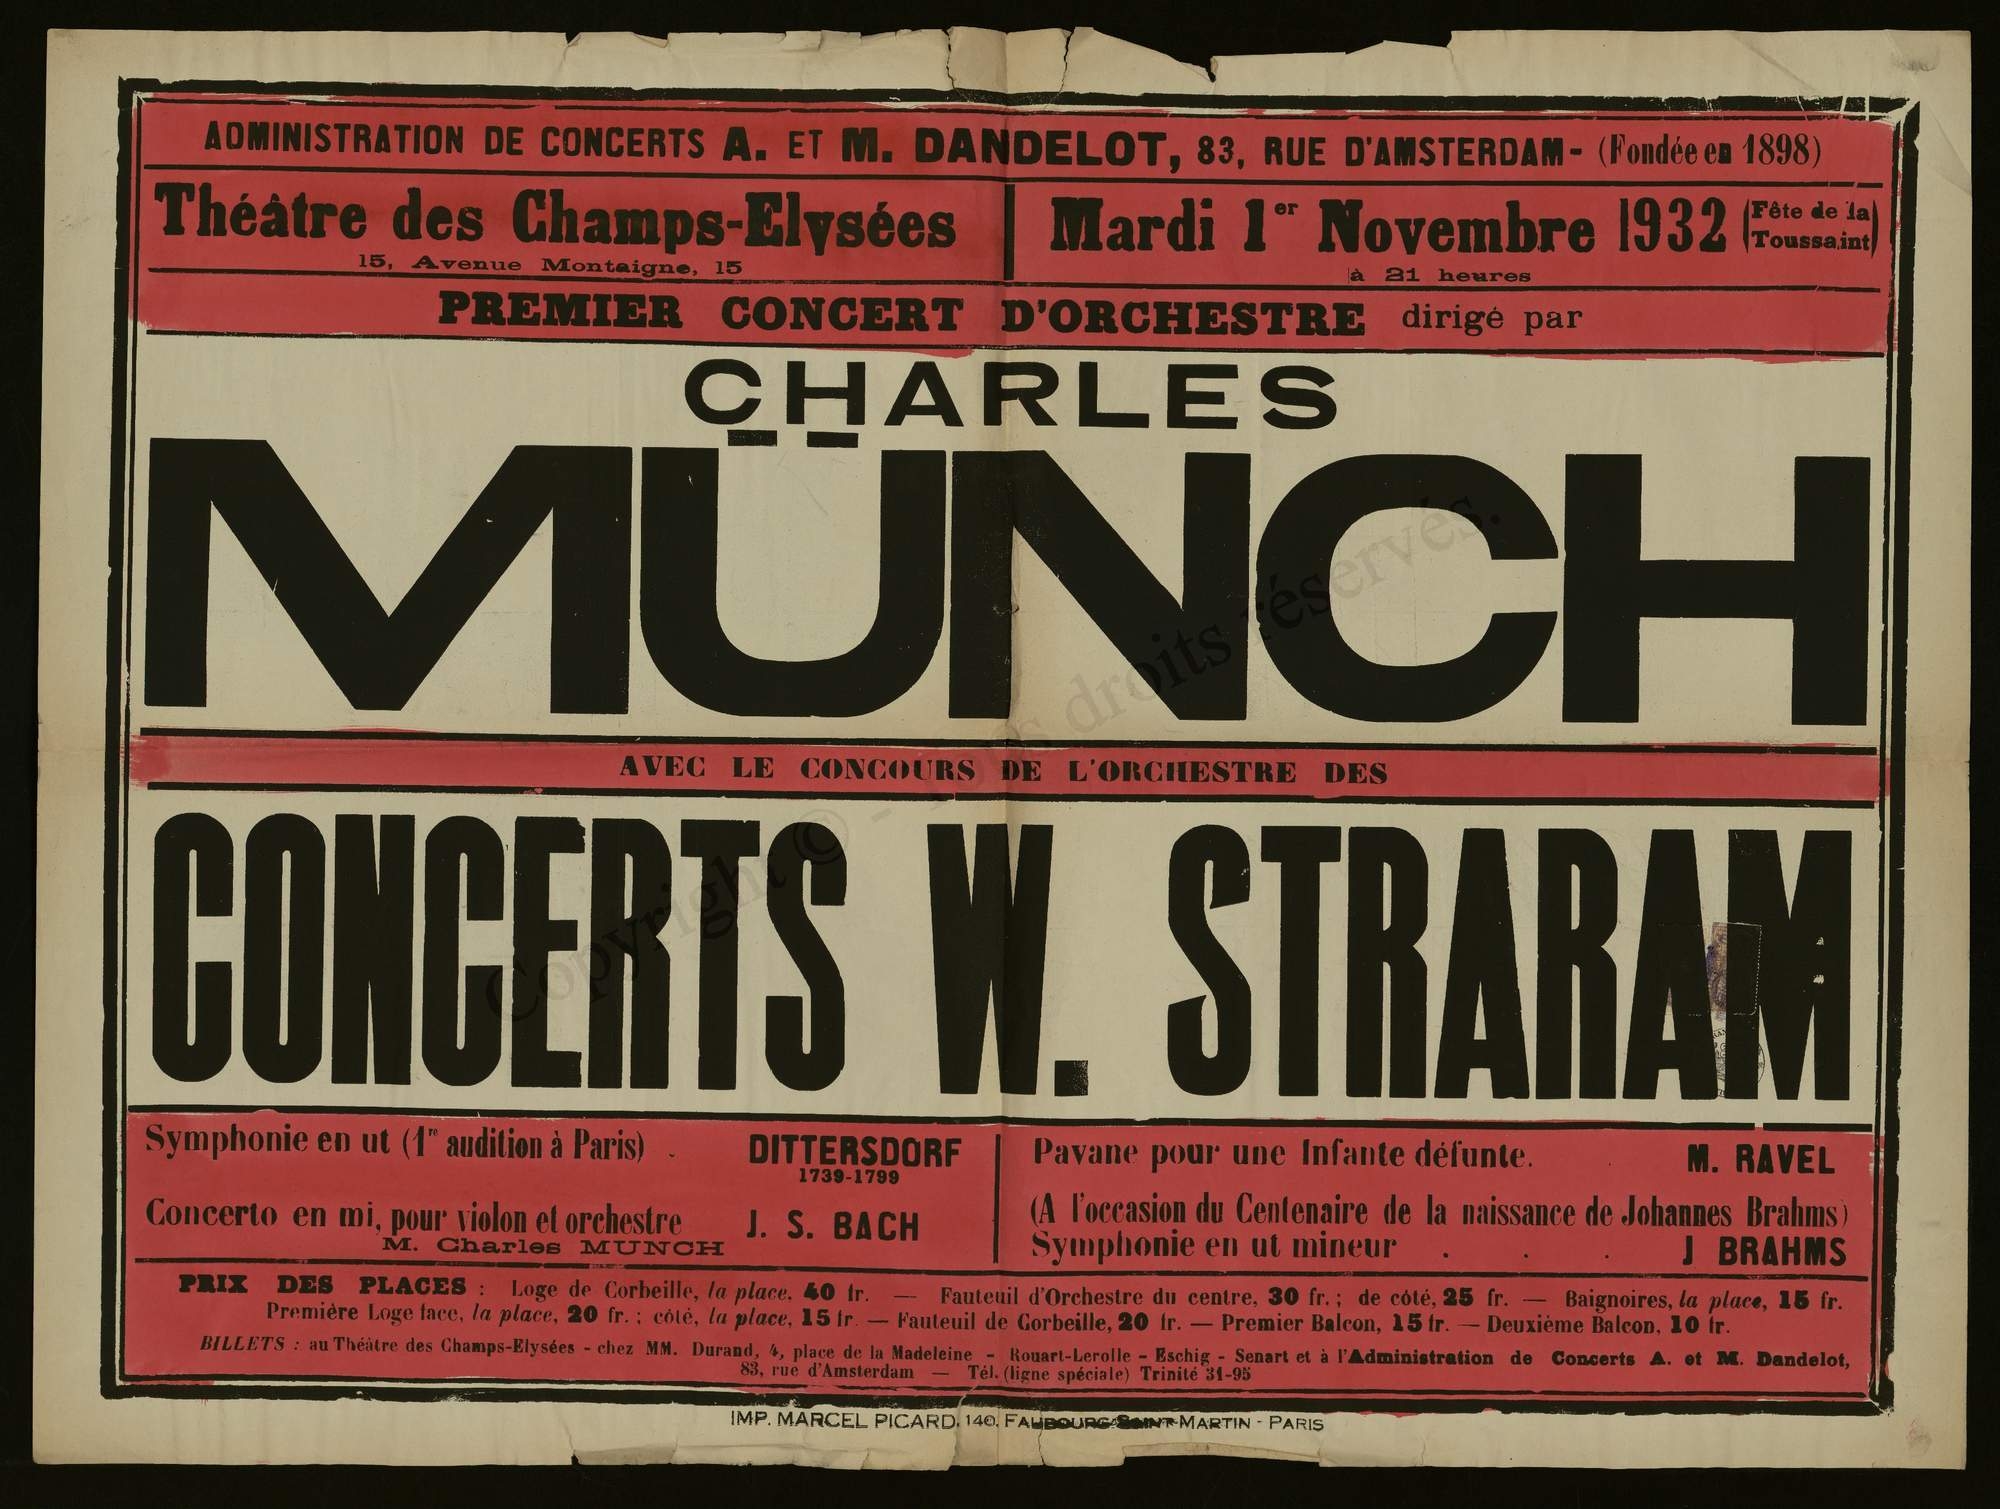 ADMINISTRATION DE CONCERTS A. ET M. DANDELOT, 83, RUE D'AMSTERDAM - (Fondée en 1898)
Théâtre des Champs-Elysées
15, Avenue Montaigne, 15
Mardi 1er Novembre 1932 (Fête de la Toussaint)
à 21 heures
PREMIER CONCERT D'ORCHESTRE dirigé par
CHARLES
MÜNCH
AVEC LE CONCOURS DE L'ORCHESTRE DES
CONCERTS W. STRARAM
Symphonie en ut (1re audition à Paris) . DITTERSDORF
1739-1799
Concerto en mi, pour violon et orchestre J. S. BACH
M. Charles MUNCH
Pavane pour une Infante défunte. . M. RAVEL
(A l'occasion du Centenaire de la naissance de Johannes Brahms)
Symphonie en ut mineur . . . J BRAHMS
PRIX DES PLACES : Loge de Corbeille, la place, 40 fr. — Fauteuil d'Orchestre du centre, 30 fr. ; de côté, 25 fr. — Baignoires, la place, 15 fr.
Première Loge face, la place, 20 fr. ; côté, la place, 15 fr. — Fauteuil de Corbeille, 20 fr. — Premier Balcon, 15 fr. — Deuxième Balcon, 10 fr.
BILLETS : au Théâtre des Champs-Elysées - chez MM. Durand, 4, place de la Madeleine - Rouart-Lerolle - Eschig - Senart et à l'Administration de Concerts A. et M. Dandelot,
83, rue d'Amsterdam — Tél. (ligne spéciale) Trinité 31-95
IMP. MARCEL PICARD, 140, FAUBOURG SAINT-MARTIN - PARIS
Copyright © - Tous droits réservés.